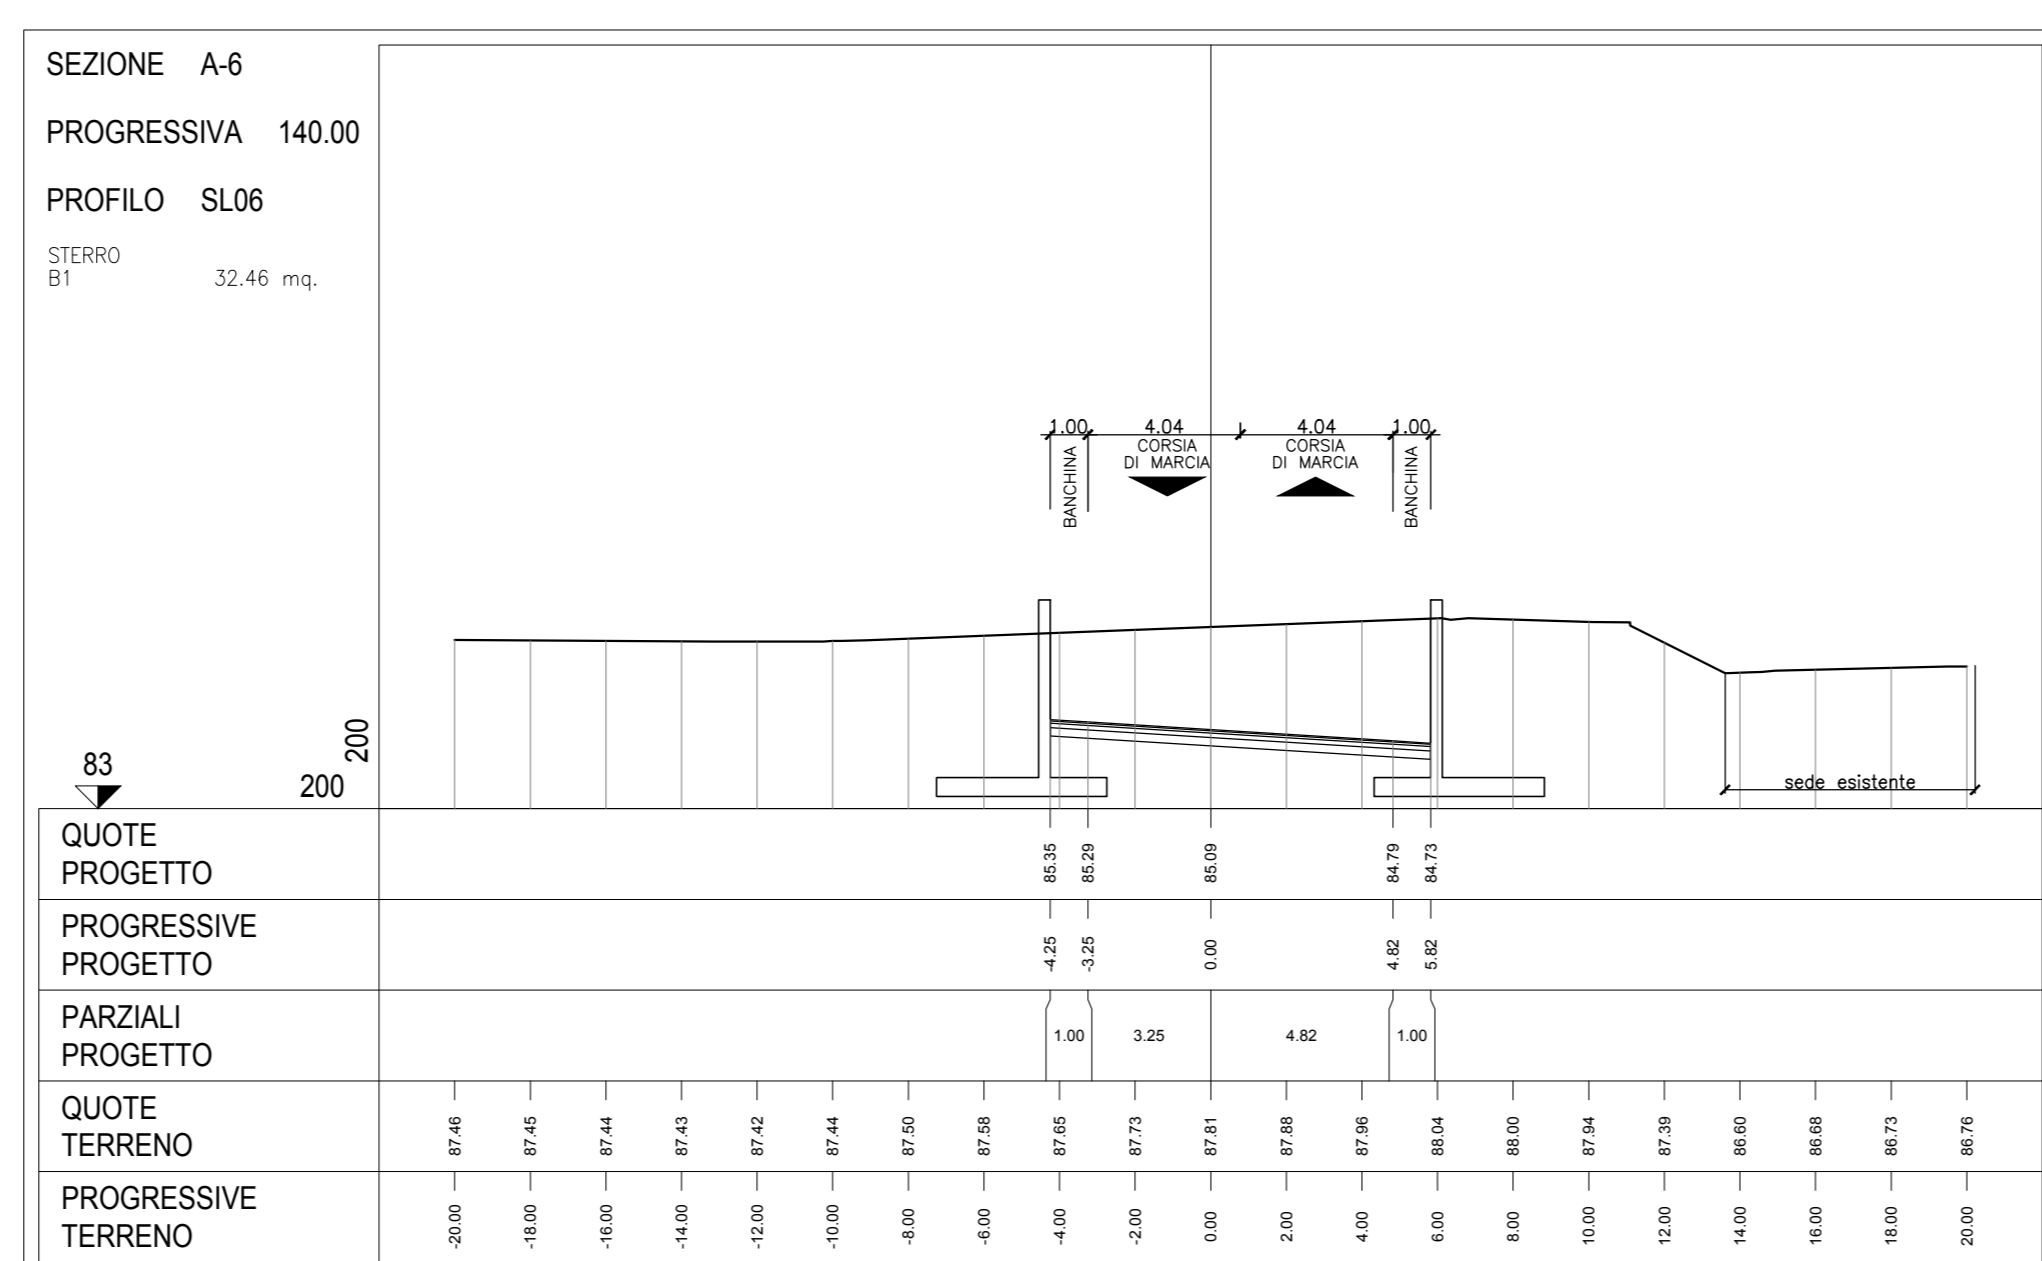 SEZIONE A-6
PROGRESSIVA 140.00
PROFILO SL06
STERRO
B1 32.46 mq.
1.00 4.04 4.04 1.00
BANCHINA
CORSIA
DI MARCIA
CORSIA
DI MARCIA
BANCHINA
200
83
200
sede esistente
QUOTE
PROGETTO
85.35 85.29 85.09 84.79 84.73
PROGRESSIVE
PROGETTO
-4.25 -3.25 0.00 4.82 5.82
PARZIALI
PROGETTO
1.00 3.25 4.82 1.00
QUOTE
TERRENO
87.46 87.45 87.44 87.43 87.42 87.44 87.50 87.58 87.65 87.73 87.81 87.88 87.96 88.04 88.00 87.94 87.39 86.60 86.68 86.73 86.76
PROGRESSIVE
TERRENO
-20.00 -18.00 -16.00 -14.00 -12.00 -10.00 -8.00 -6.00 -4.00 -2.00 0.00 2.00 4.00 6.00 8.00 10.00 12.00 14.00 16.00 18.00 20.00